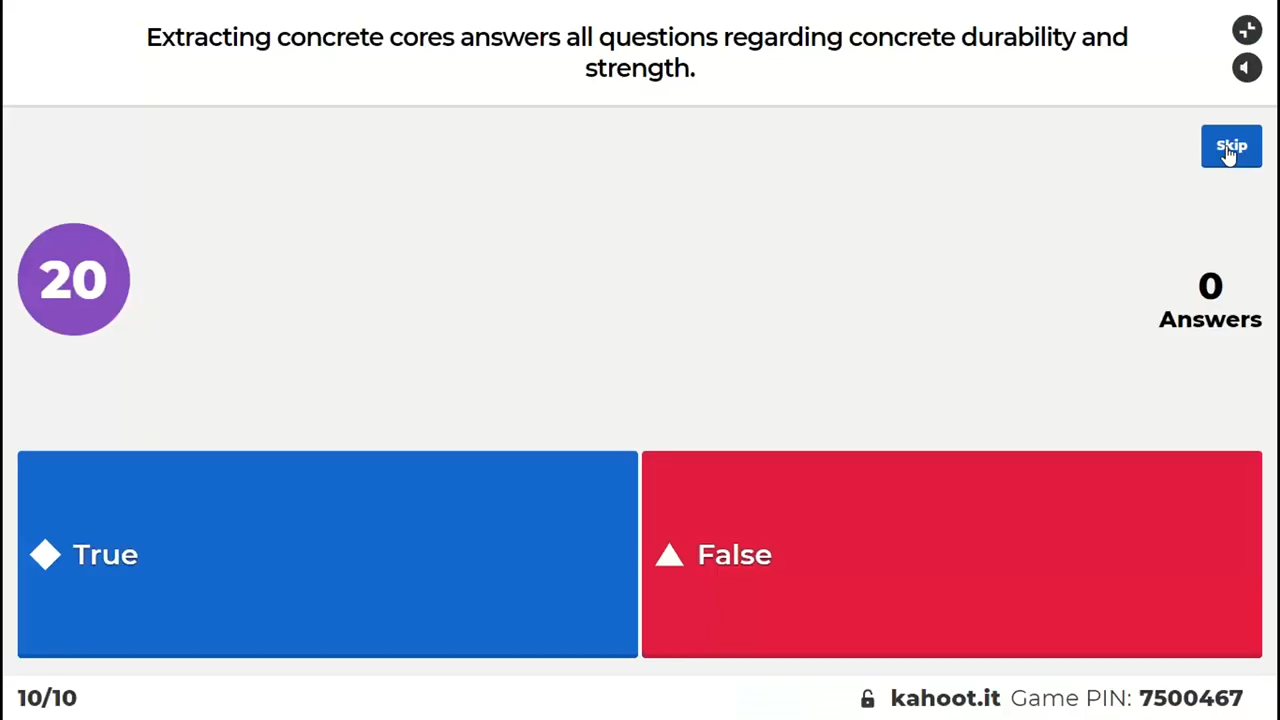 Extracting concrete cores answers all questions regarding concrete durability and
strength.
Skip
20
0
Answers
True
False
10/10
kahoot.it Game PIN: 7500467